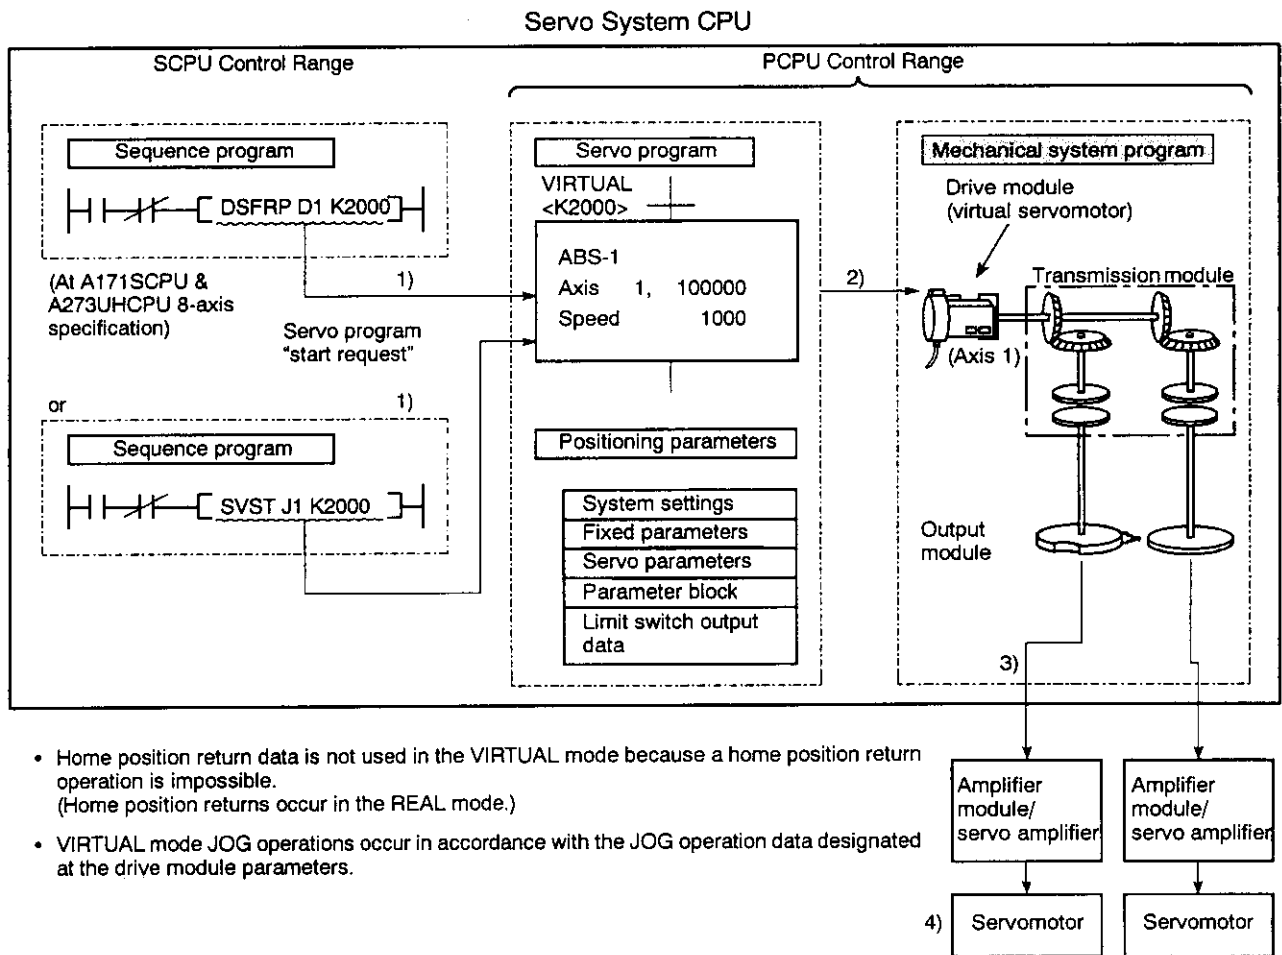 Servo System CPU
SCPU Control Range
PCPU Control Range
Sequence program
DSFRP D1 K2000
(At A171SCPU &
A273UHCPU 8-axis
specification)
1)
Servo program
"start request"
or
1)
Sequence program
SVST J1 K2000
Servo program
VIRTUAL
<K2000>
ABS-1
Axis 1, 100000
Speed 1000
Positioning parameters
System settings
Fixed parameters
Servo parameters
Parameter block
Limit switch output
data
2)
Mechanical system program
Drive module
(virtual servomotor)
Transmission module
(Axis 1)
Output
module
3)
• Home position return data is not used in the VIRTUAL mode because a home position return
operation is impossible.
(Home position returns occur in the REAL mode.)
• VIRTUAL mode JOG operations occur in accordance with the JOG operation data designated
at the drive module parameters.
Amplifier
module/
servo amplifier
Amplifier
module/
servo amplifier
4)
Servomotor
Servomotor